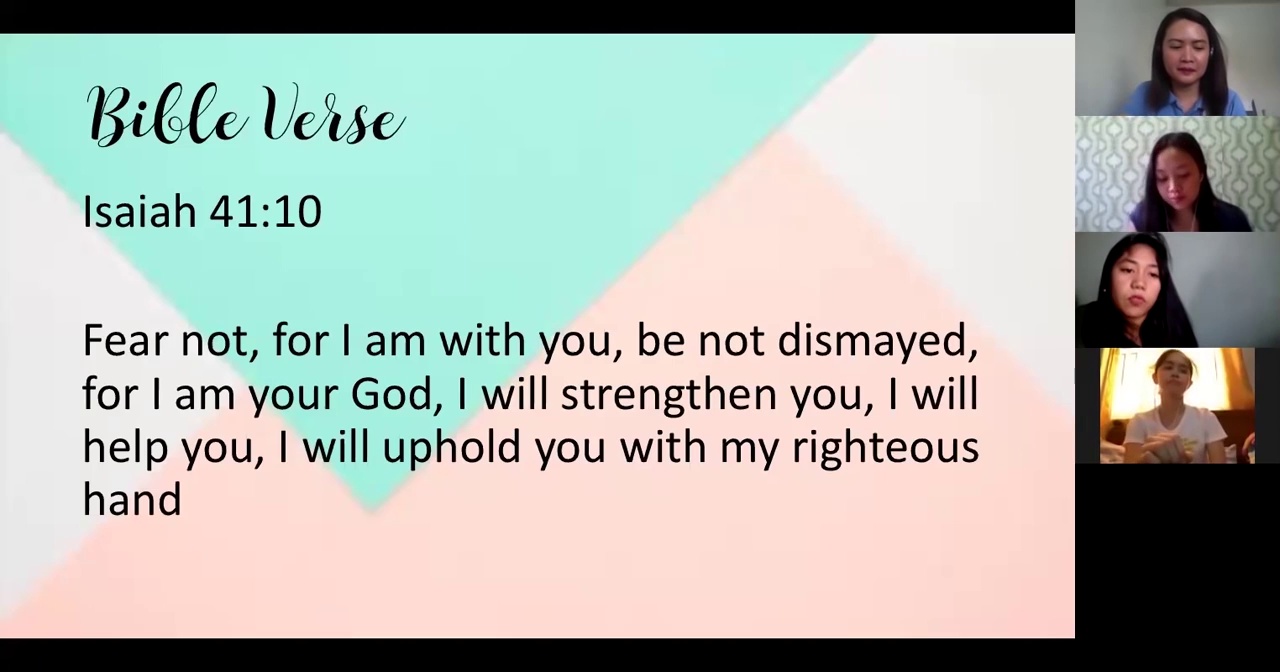 Bible Verse
Isaiah 41:10
Fear not, for I am with you, be not dismayed,
for I am your God, I will strengthen you, I will
help you, I will uphold you with my righteous
hand